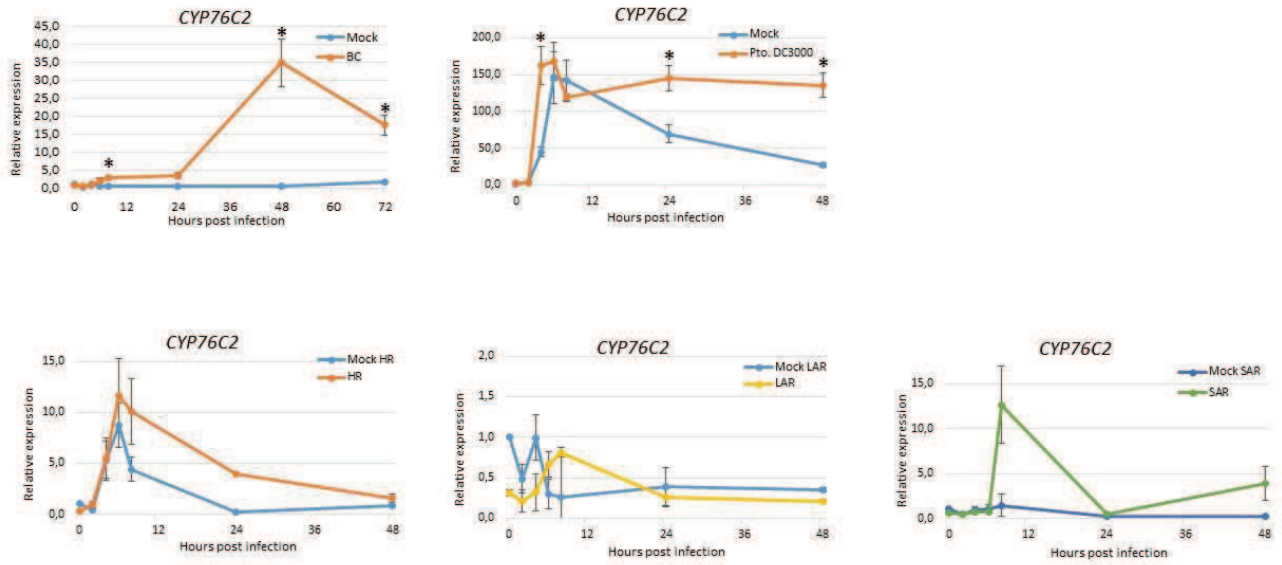 CYP76C2
45,0
40,0
35,0
30,0
25,0
20,0
15,0
10,0
5,0
0,0
Relative expression
Mock
BC
*
*
*
0 12 24 36 48 60 72
Hours post infection
CYP76C2
200,0
150,0
100,0
50,0
0,0
Relative expression
Mock
Pto. DC3000
*
*
*
0 12 24 36 48
Hours post infection
CYP76C2
15,0
10,0
5,0
0,0
Relative expression
Mock HR
HR
0 12 24 36 48
Hours post infection
CYP76C2
2,0
1,5
1,0
0,5
0,0
Relative expression
Mock LAR
LAR
0 12 24 36 48
Hours post infection
CYP76C2
15,0
10,0
5,0
0,0
Relative expression
Mock SAR
SAR
0 12 24 36 48
Hours post infection